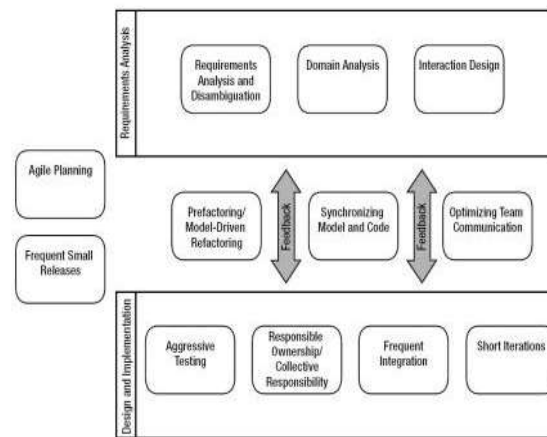 Requirements Analysis
Requirements
Analysis and
Disambiguation
Domain Analysis
Interaction Design
Agile Planning
Frequent Small
Releases
Prefactoring/
Model-Driven
Refactoring
Feedback
Synchronizing
Model and Code
Feedback
Optimizing Team
Communication
Design and Implementation
Aggressive
Testing
Responsible
Ownership/
Collective
Responsibility
Frequent
Integration
Short Iterations